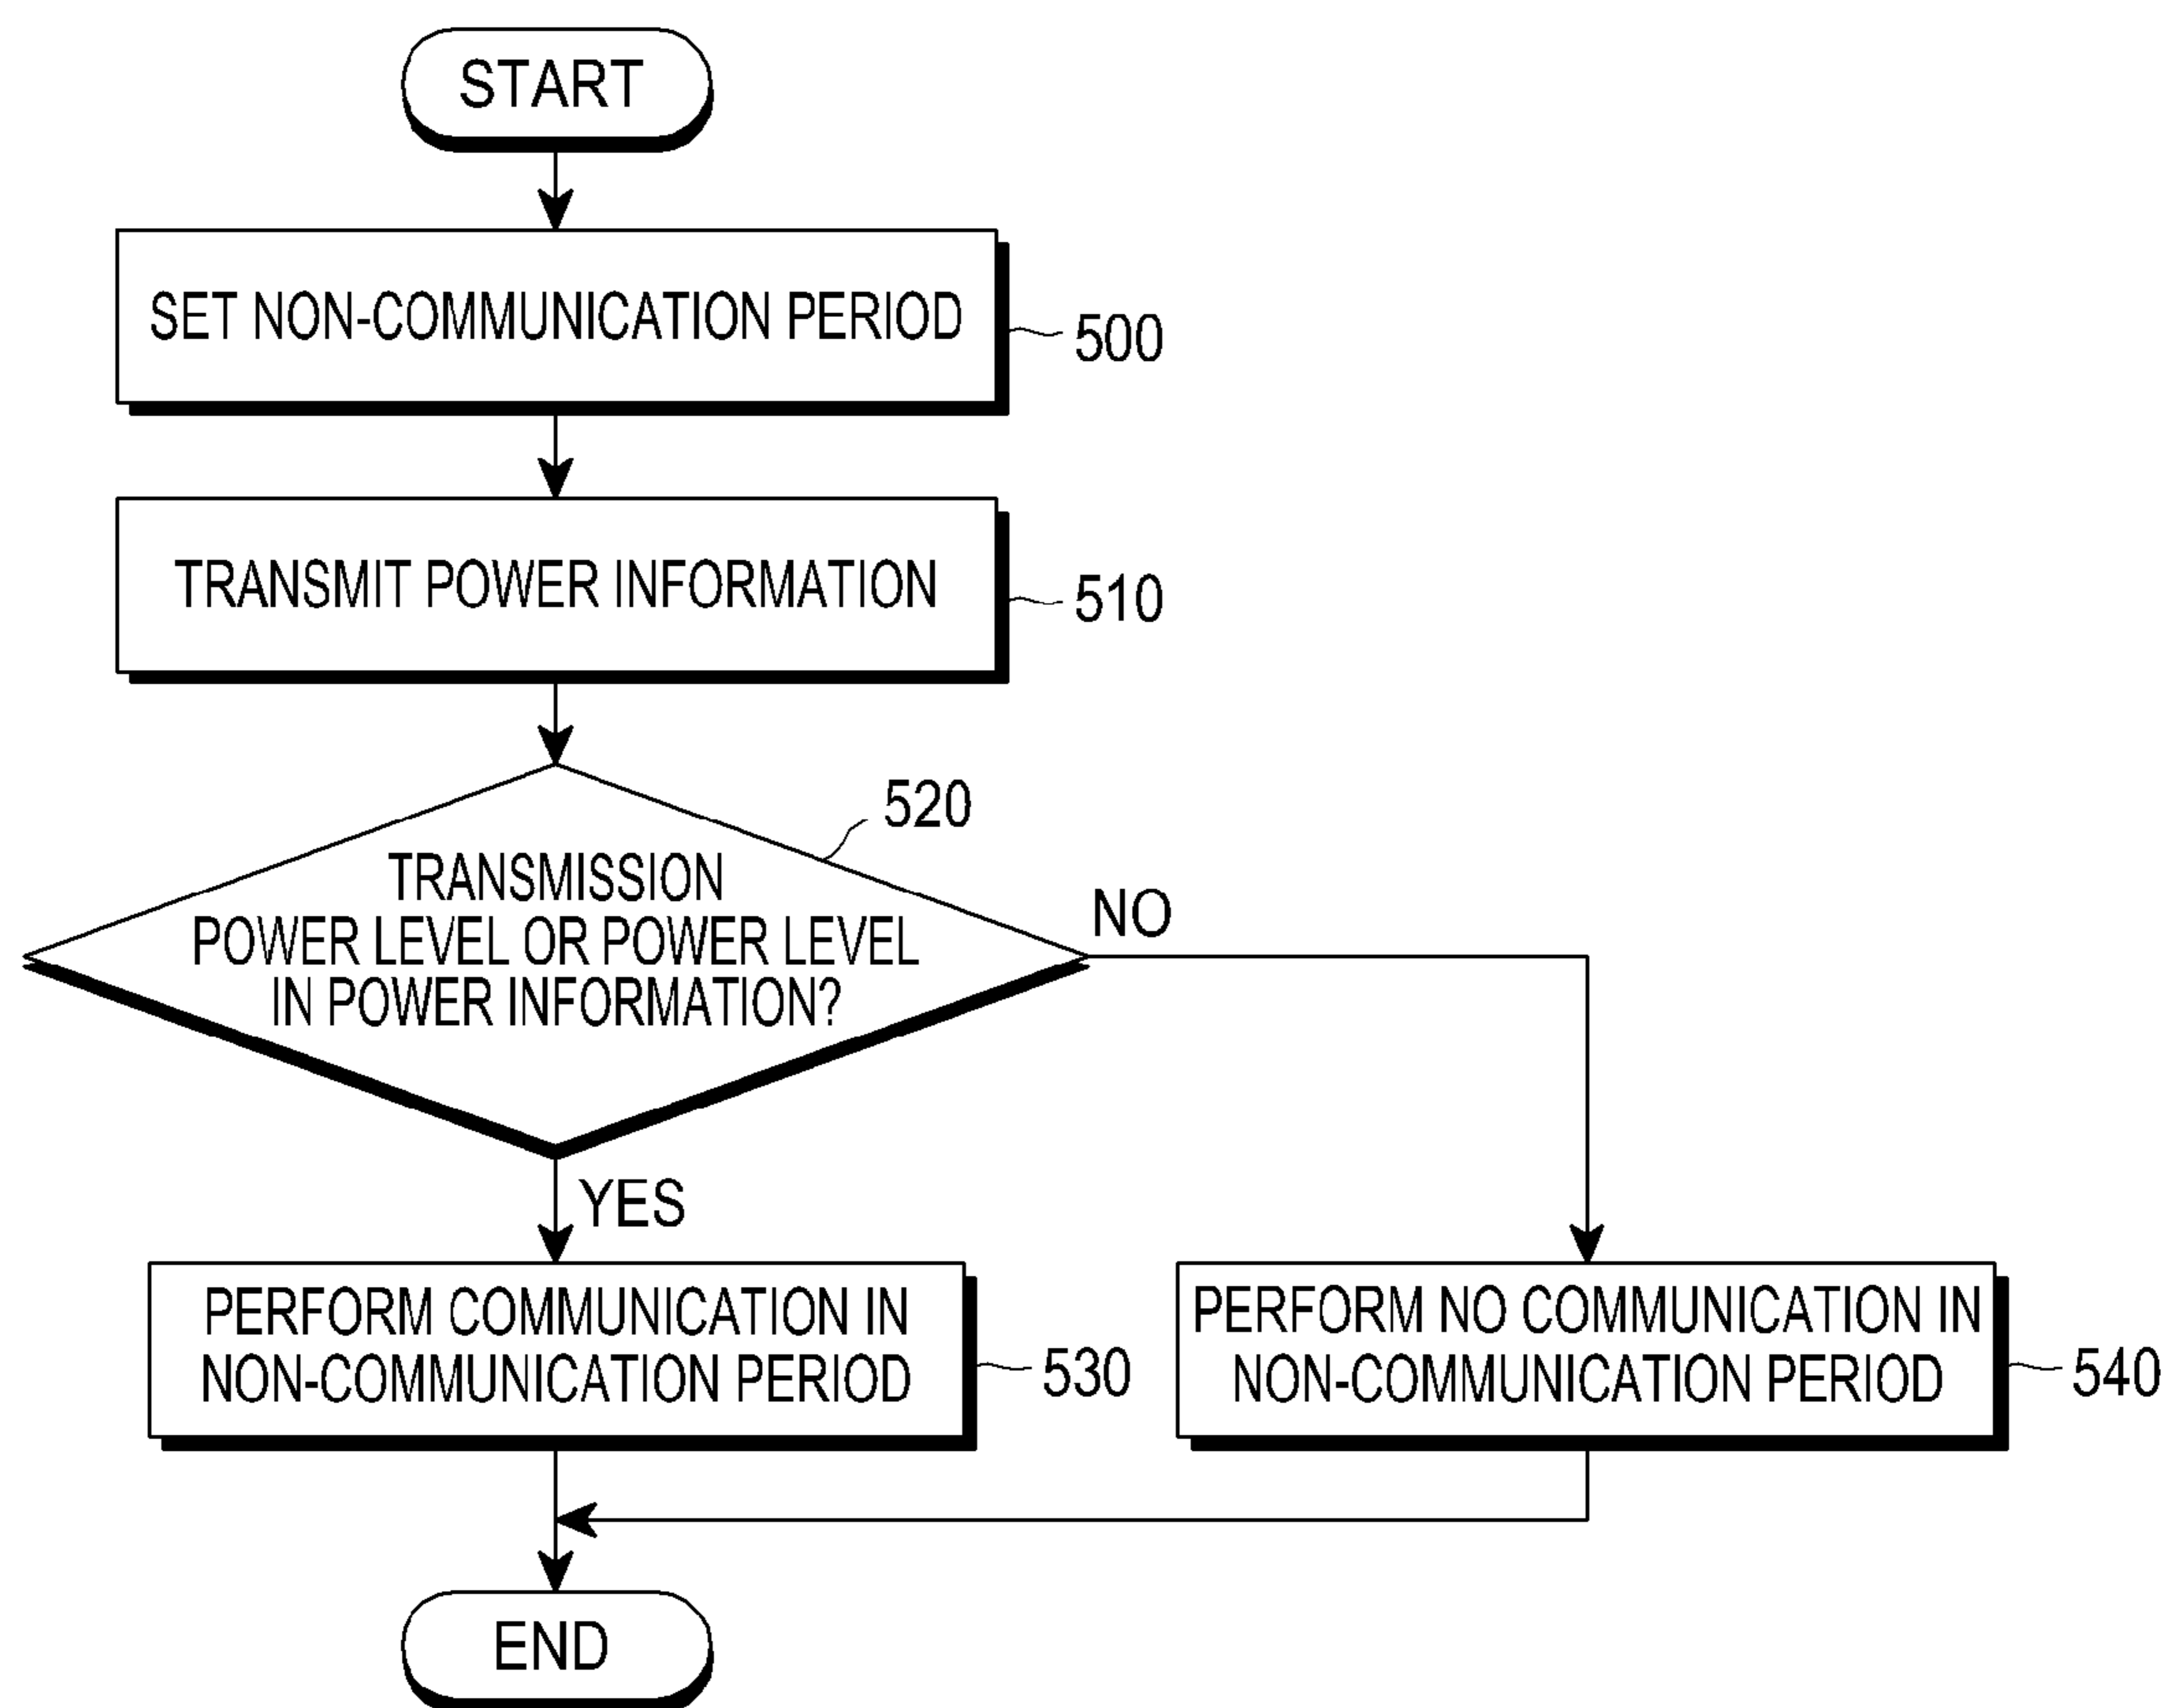 START
SET NON-COMMUNICATION PERIOD
500
TRANSMIT POWER INFORMATION
510
520
TRANSMISSION
POWER LEVEL OR POWER LEVEL
IN POWER INFORMATION?
NO
YES
PERFORM COMMUNICATION IN
NON-COMMUNICATION PERIOD
530
PERFORM NO COMMUNICATION IN
NON-COMMUNICATION PERIOD
540
END